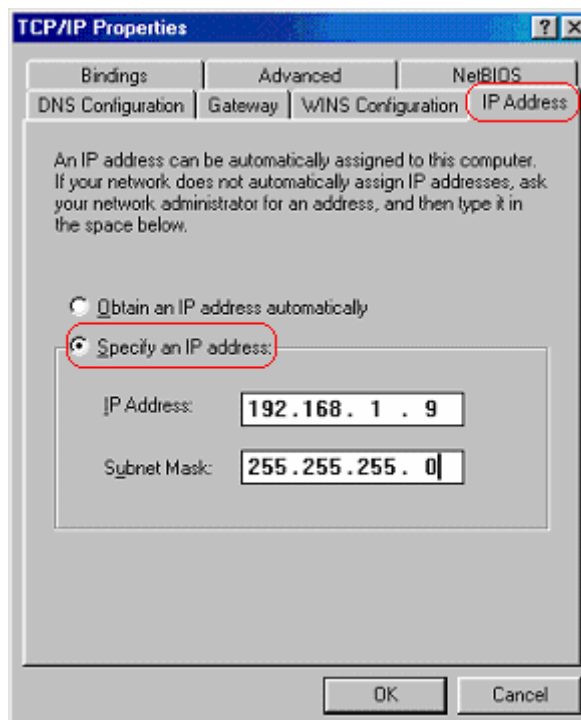 TCP/IP Properties
Bindings Advanced NetBIOS
DNS Configuration Gateway WINS Configuration IP Address
An IP address can be automatically assigned to this computer.
If your network does not automatically assign IP addresses, ask
your network administrator for an address, and then type it in
the space below.
Obtain an IP address automatically
Specify an IP address:
IP Address: 192.168. 1 . 9
Subnet Mask: 255.255.255. 0
OK Cancel